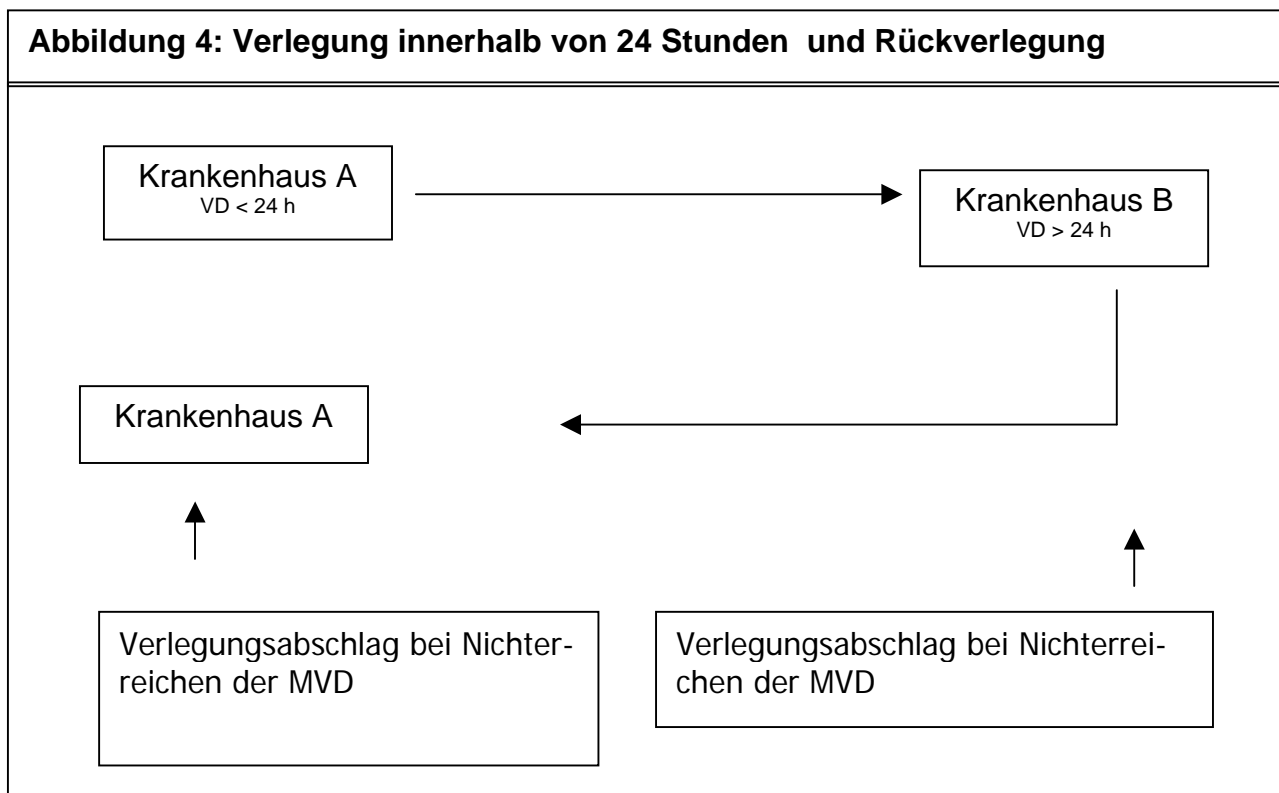 Abbildung 4: Verlegung innerhalb von 24 Stunden und Rückverlegung
Krankenhaus A
VD < 24 h
Krankenhaus B
VD > 24 h
Krankenhaus A
Verlegungsabschlag bei Nichter-
reichen der MVD
Verlegungsabschlag bei Nichterrei-
chen der MVD